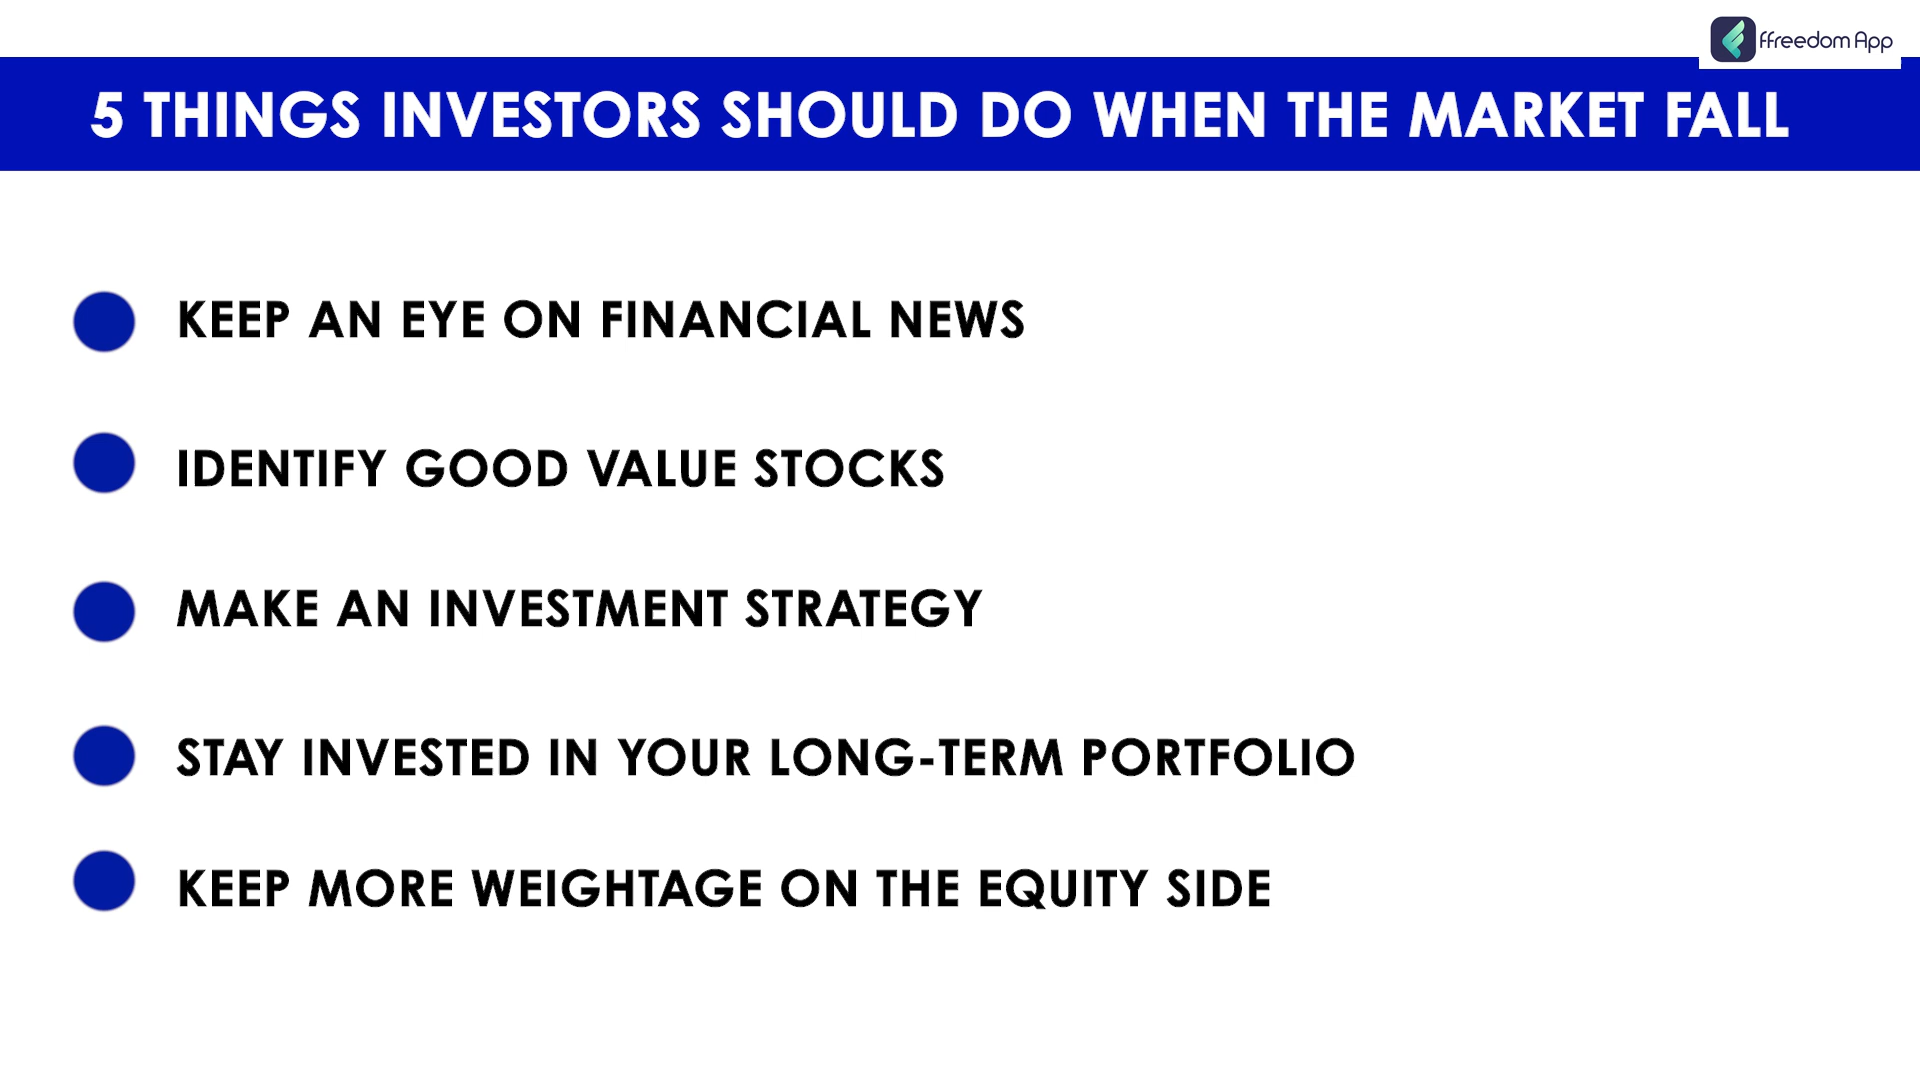 ffreedom App
5 THINGS INVESTORS SHOULD DO WHEN THE MARKET FALL
KEEP AN EYE ON FINANCIAL NEWS
IDENTIFY GOOD VALUE STOCKS
MAKE AN INVESTMENT STRATEGY
STAY INVESTED IN YOUR LONG-TERM PORTFOLIO
KEEP MORE WEIGHTAGE ON THE EQUITY SIDE